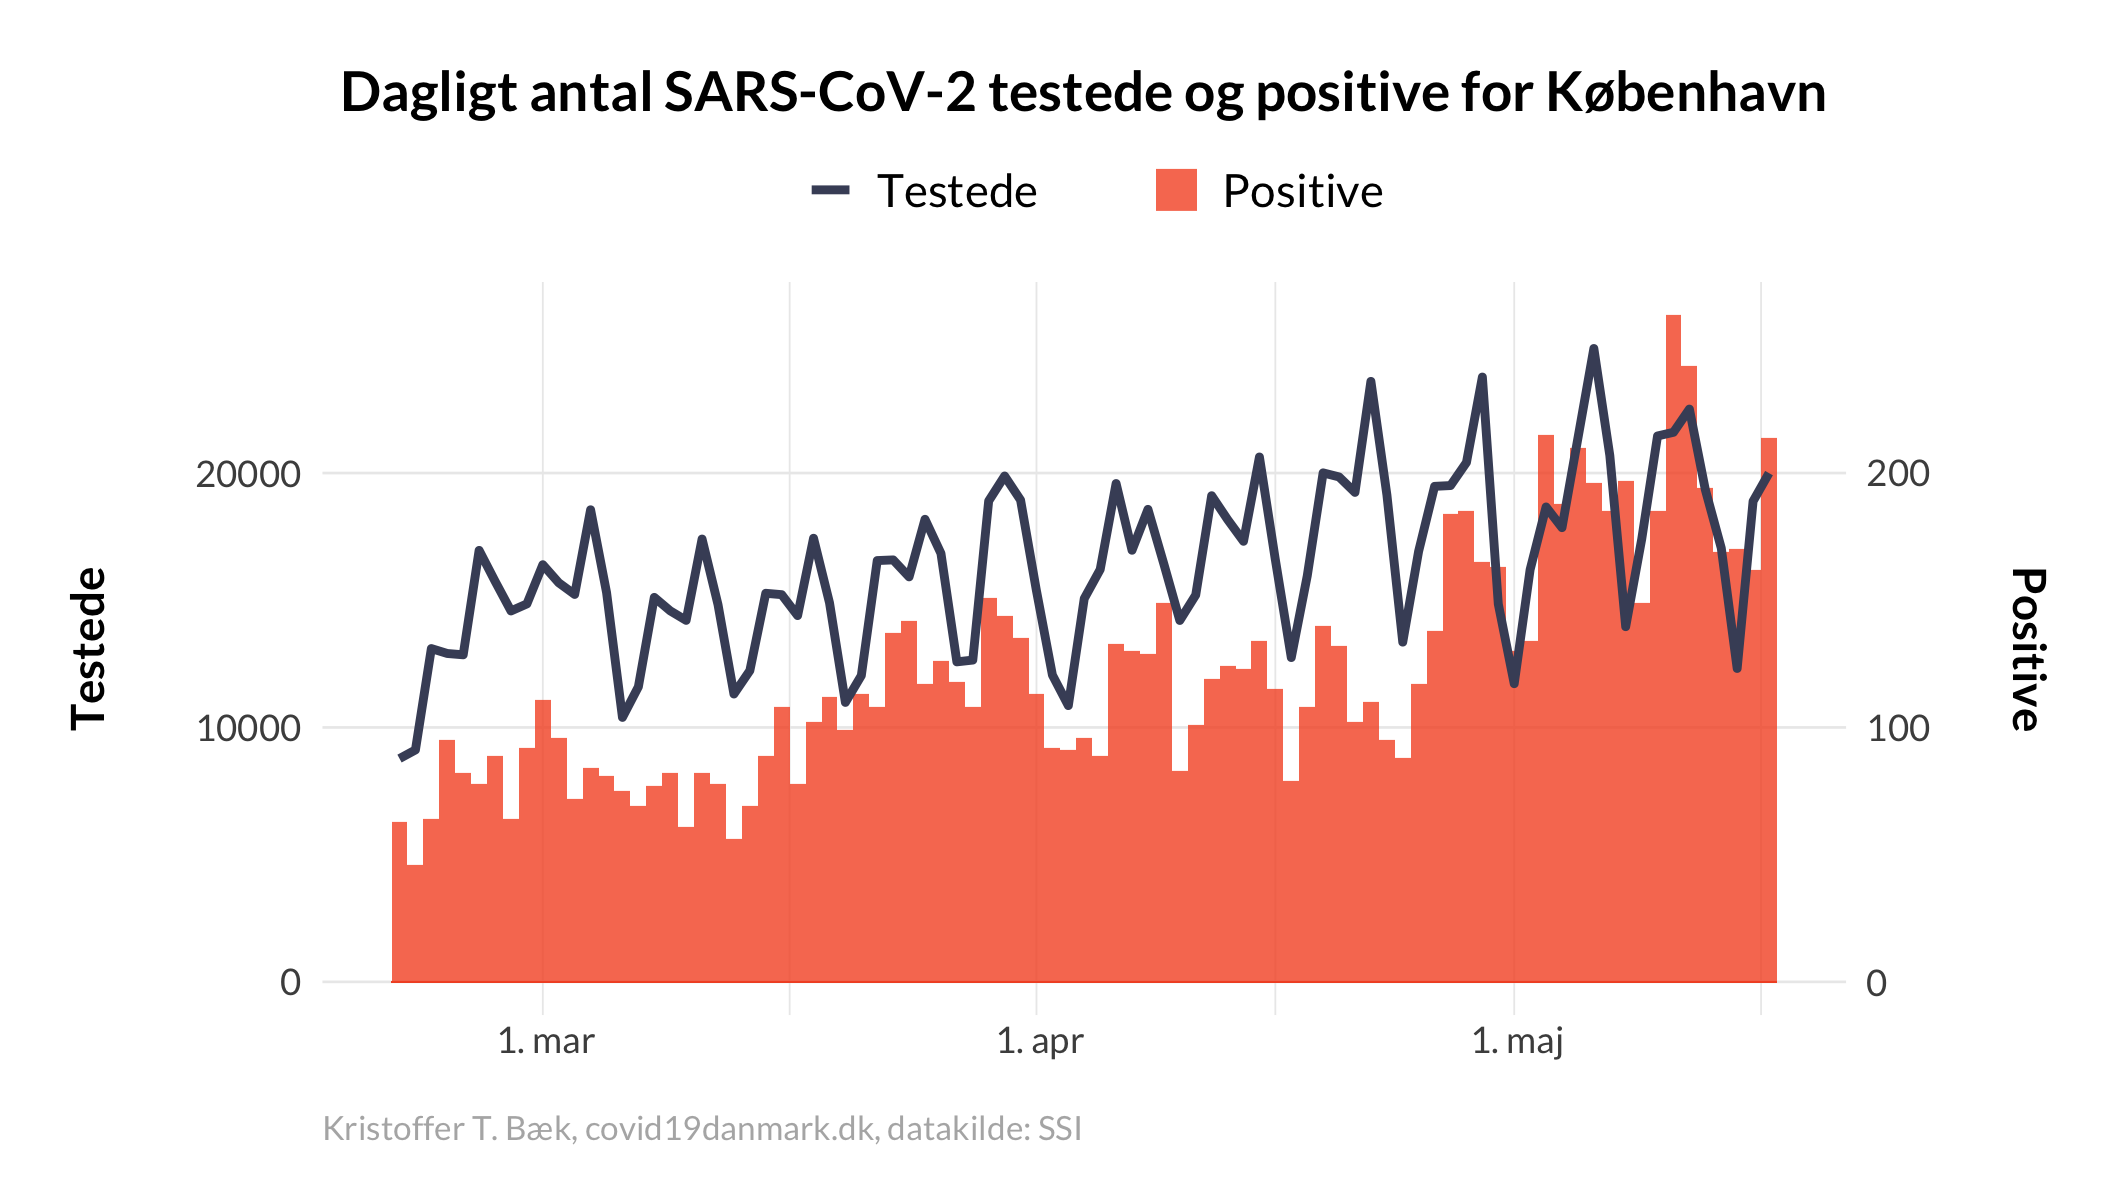 Dagligt antal SARS-CoV-2 testede og positive for København
Testede
Positive
Testede
20000
10000
0
200
100
0
Positive
1. mar
1. apr
1. maj
Kristoffer T. Bæk, covid19danmark.dk, datakilde: SSI